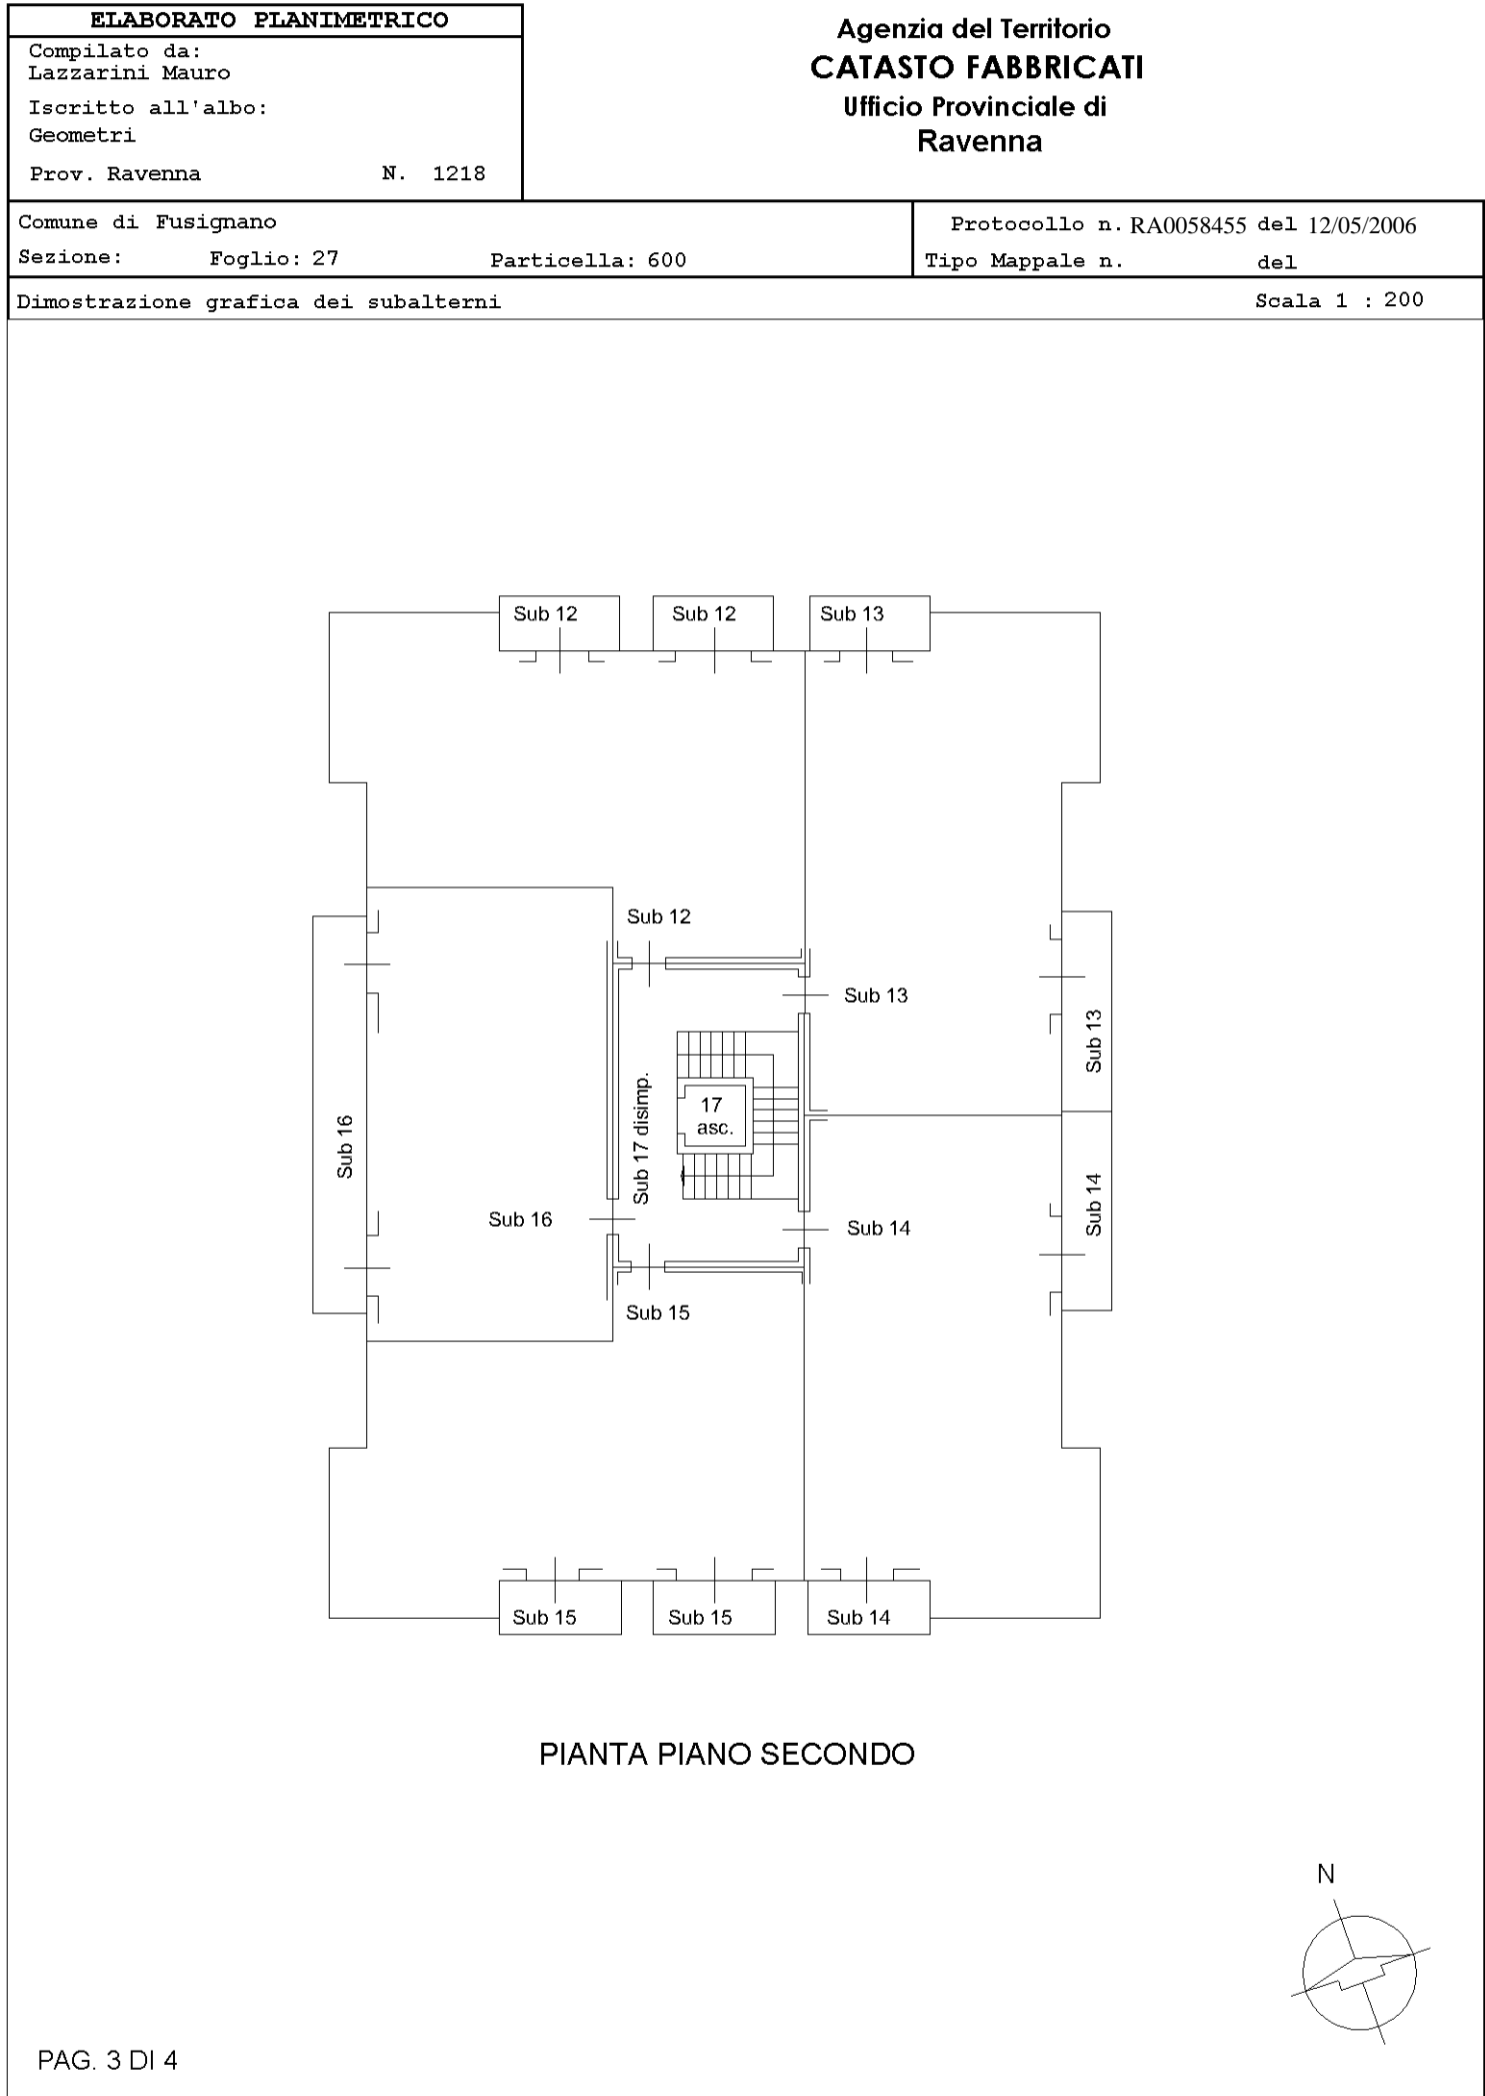 ELABORATO PLANIMETRICO
Compilato da:
Lazzarini Mauro
Iscritto all'albo:
Geometri
Prov. Ravenna N. 1218
Agenzia del Territorio
CATASTO FABBRICATI
Ufficio Provinciale di
Ravenna
Comune di Fusignano
Sezione: Foglio: 27 Particella: 600
Protocollo n. RA0058455 del 12/05/2006
Tipo Mappale n. del
Dimostrazione grafica dei subalterni Scala 1 : 200
Sub 12 Sub 12 Sub 13
Sub 12
Sub 13
Sub 13
Sub 17 disimp.
17
asc.
Sub 16
Sub 14
Sub 16
Sub 14
Sub 15
Sub 15 Sub 15 Sub 14
PIANTA PIANO SECONDO
N
PAG. 3 DI 4